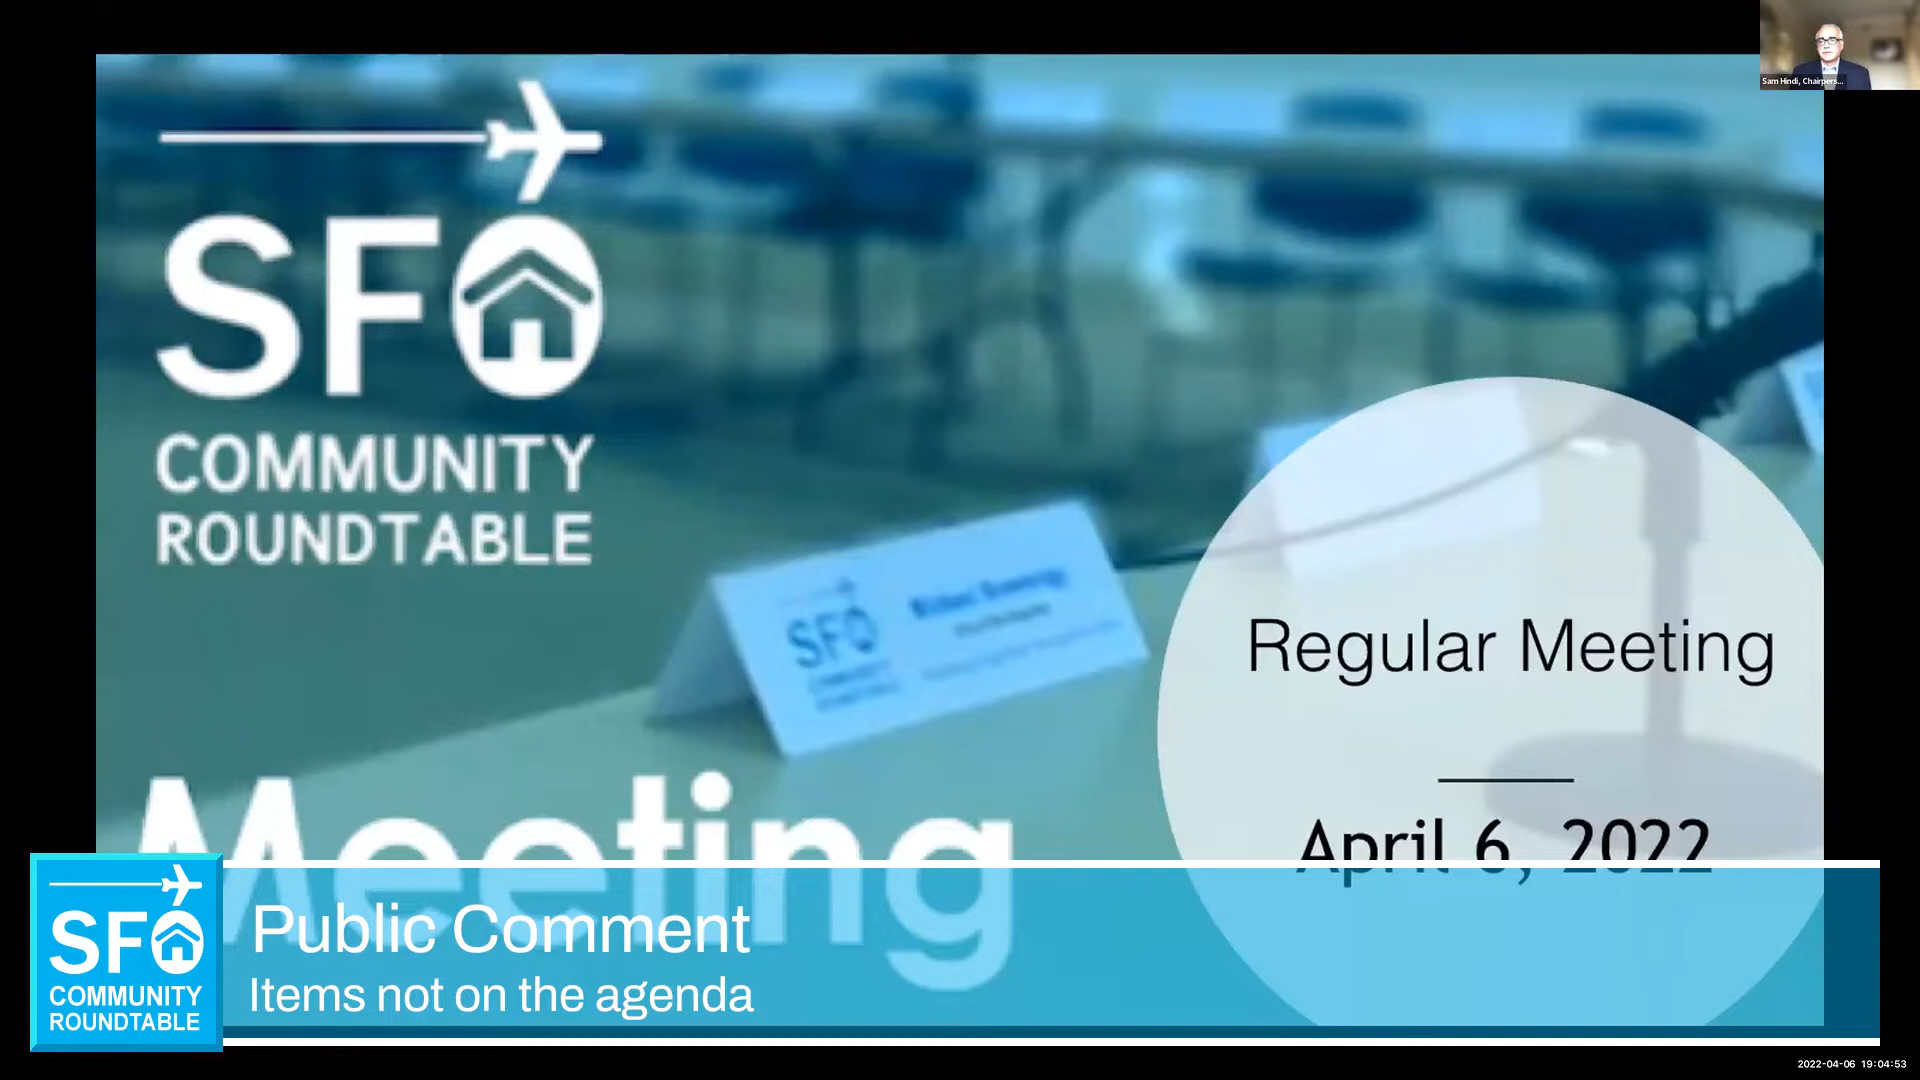 Sam Hindi, Chairpers...
SFO
COMMUNITY
ROUNDTABLE
SFO
Regular Meeting
April 6, 2022
Meeting
SFO
COMMUNITY
ROUNDTABLE
Public Comment
Items not on the agenda
2022-04-06 19:04:53